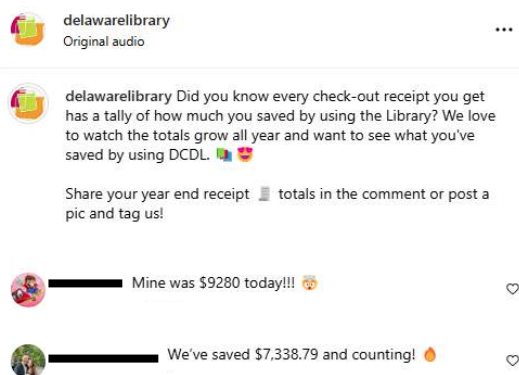 delawarelibrary
Original audio
delawarelibrary Did you know every check-out receipt you get
has a tally of how much you saved by using the Library? We love
to watch the totals grow all year and want to see what you've
saved by using DCDL. 📚 😍
Share your year end receipt 🧾 totals in the comment or post a
pic and tag us!
Mine was $9280 today!!! 🤯
We've saved $7,338.79 and counting! 🔥